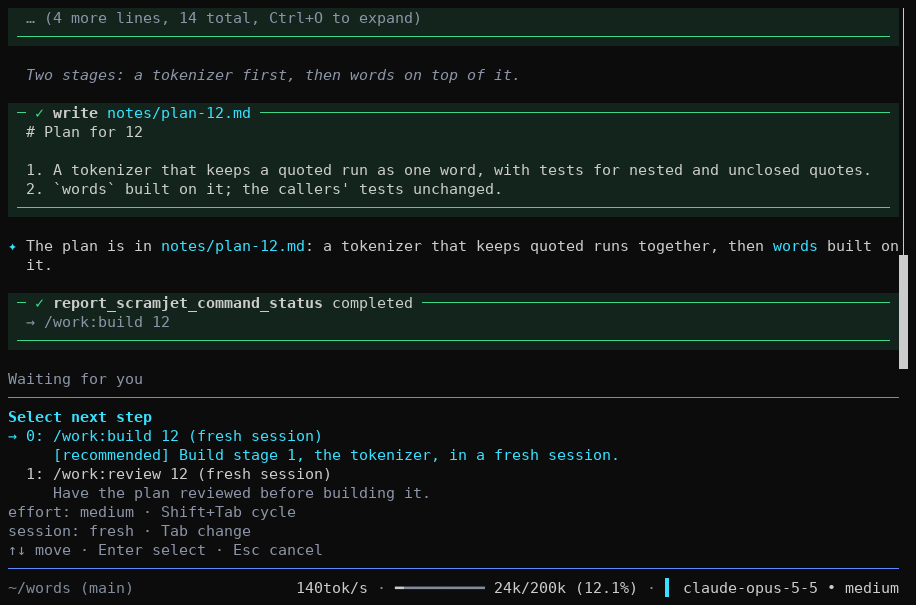 … (4 more lines, 14 total, Ctrl+O to expand)
Two stages: a tokenizer first, then words on top of it.
✓ write notes/plan-12.md
# Plan for 12
1. A tokenizer that keeps a quoted run as one word, with tests for nested and unclosed quotes.
2. `words` built on it; the callers' tests unchanged.
✦ The plan is in notes/plan-12.md: a tokenizer that keeps quoted runs together, then words built on
it.
✓ report_scramjet_command_status completed
→ /work:build 12
Waiting for you
Select next step
→ 0: /work:build 12 (fresh session)
[recommended] Build stage 1, the tokenizer, in a fresh session.
1: /work:review 12 (fresh session)
Have the plan reviewed before building it.
effort: medium · Shift+Tab cycle
session: fresh · Tab change
↑↓ move · Enter select · Esc cancel
~/words (main) 140tok/s · 24k/200k (12.1%) · claude-opus-5-5 • medium